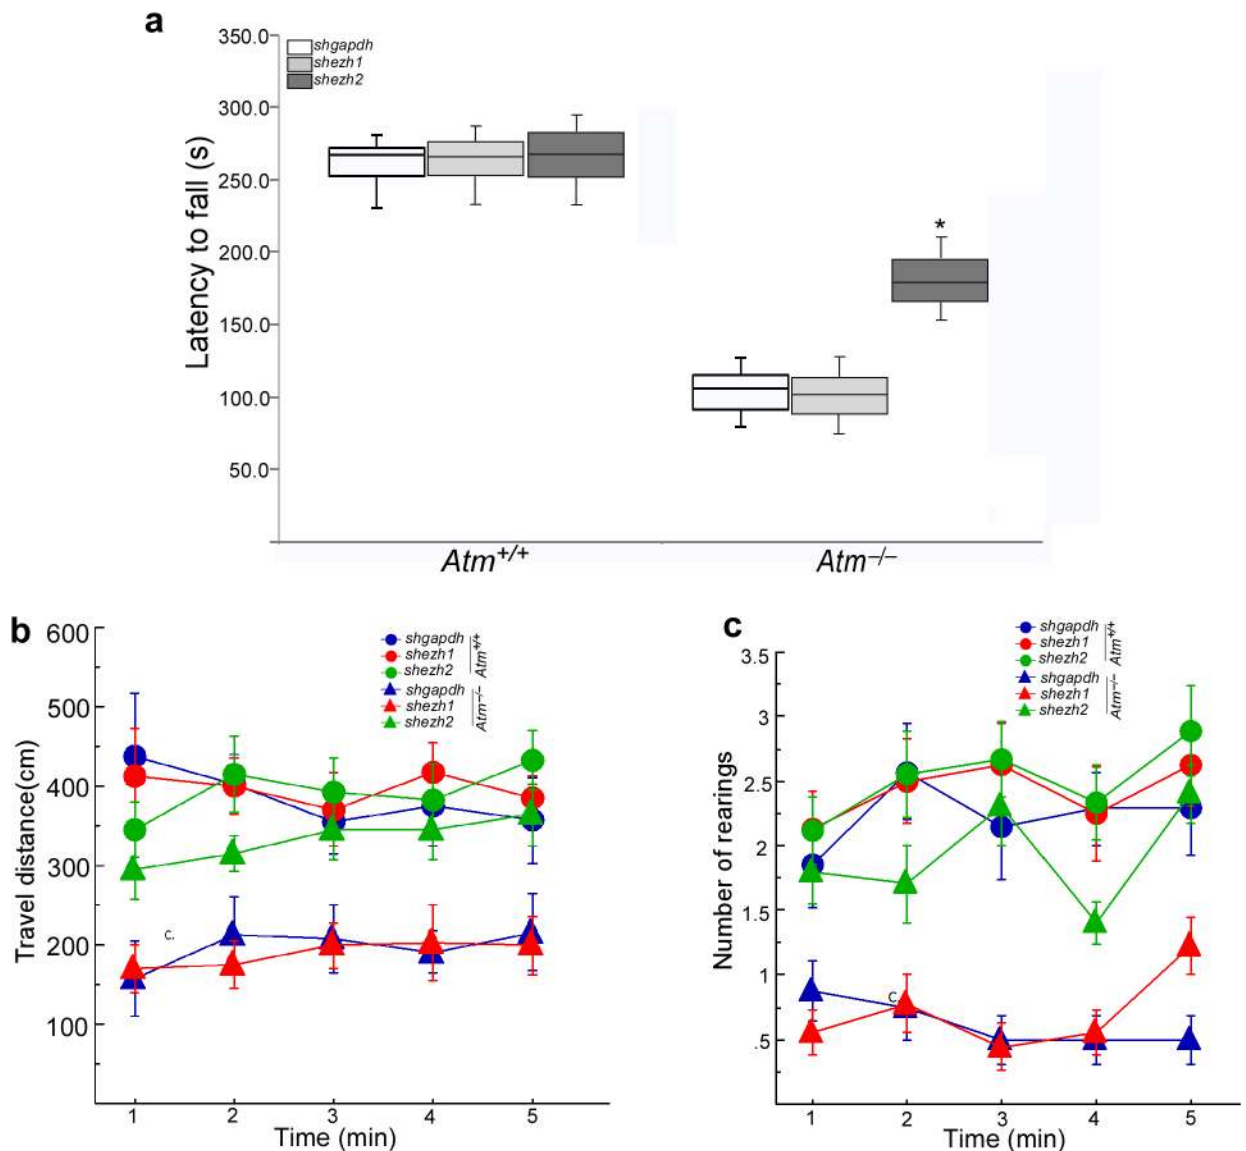 a
350.0
300.0
250.0
200.0
150.0
100.0
50.0
Latency to fall (s)
shgapdh
shezh1
shezh2
*
Atm+/+
Atm–/–
b
600
500
400
300
200
100
Travel distance(cm)
shgapdh
shezh1
shezh2
Atm+/+
shgapdh
shezh1
shezh2
Atm–/–
c.
1 2 3 4 5
Time (min)
c
3.5
3
2.5
2
1.5
1
.5
Number of rearings
shgapdh
shezh1
shezh2
Atm+/+
shgapdh
shezh1
shezh2
Atm–/–
c.
1 2 3 4 5
Time (min)